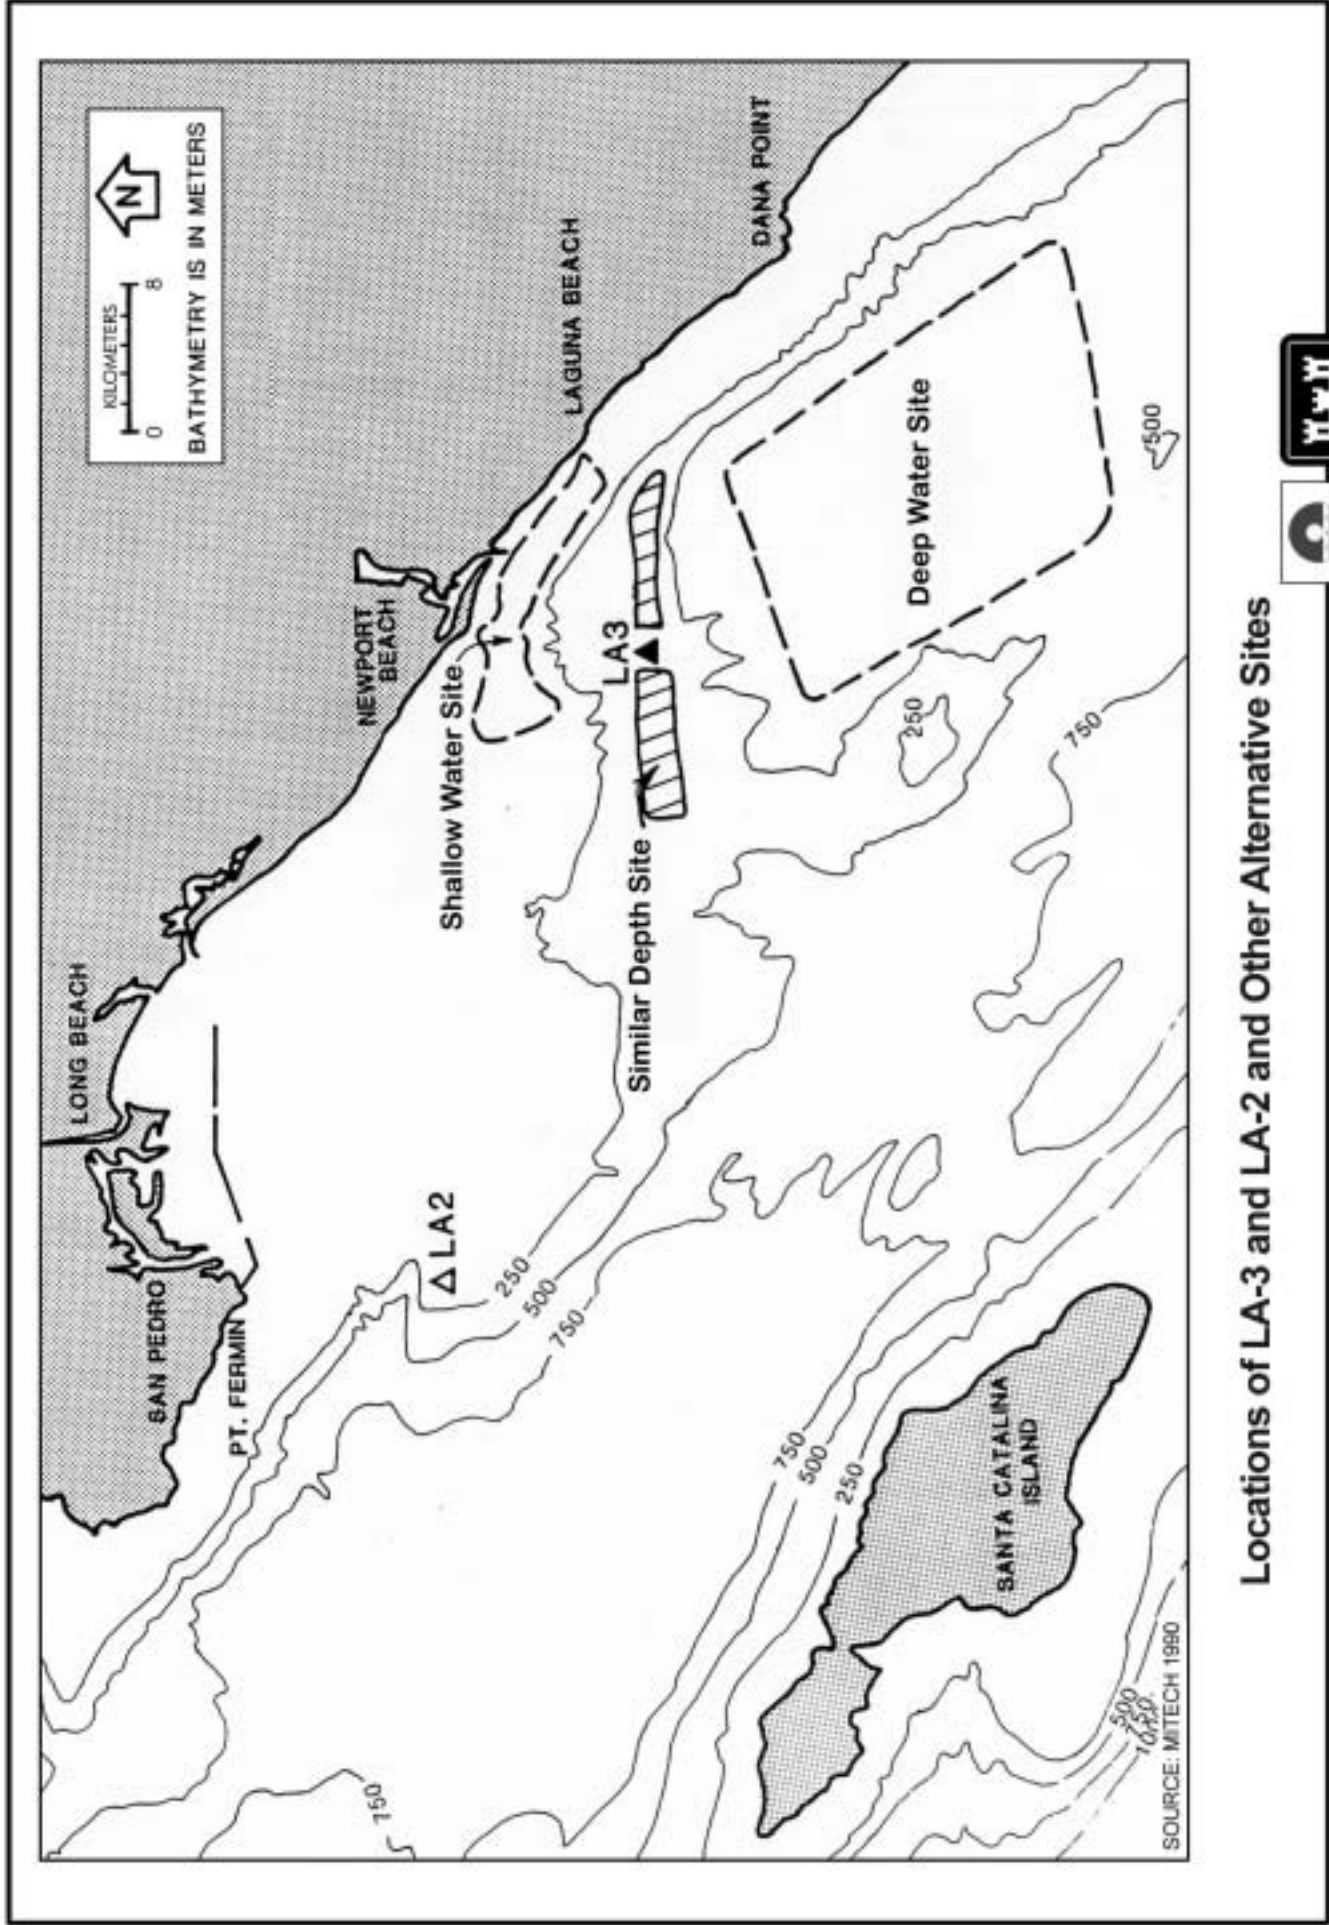 KILOMETERS
0 8
N
BATHYMETRY IS IN METERS
LONG BEACH
SAN PEDRO
PT. FERMIN
NEWPORT
BEACH
LAGUNA BEACH
DANA POINT
LA2
Shallow Water Site
LA3
Similar Depth Site
Deep Water Site
250
500
750
250
750
500
750
750
500
250
SANTA CATALINA
ISLAND
500
750
SOURCE: MITECH 1990
Locations of LA-3 and LA-2 and Other Alternative Sites